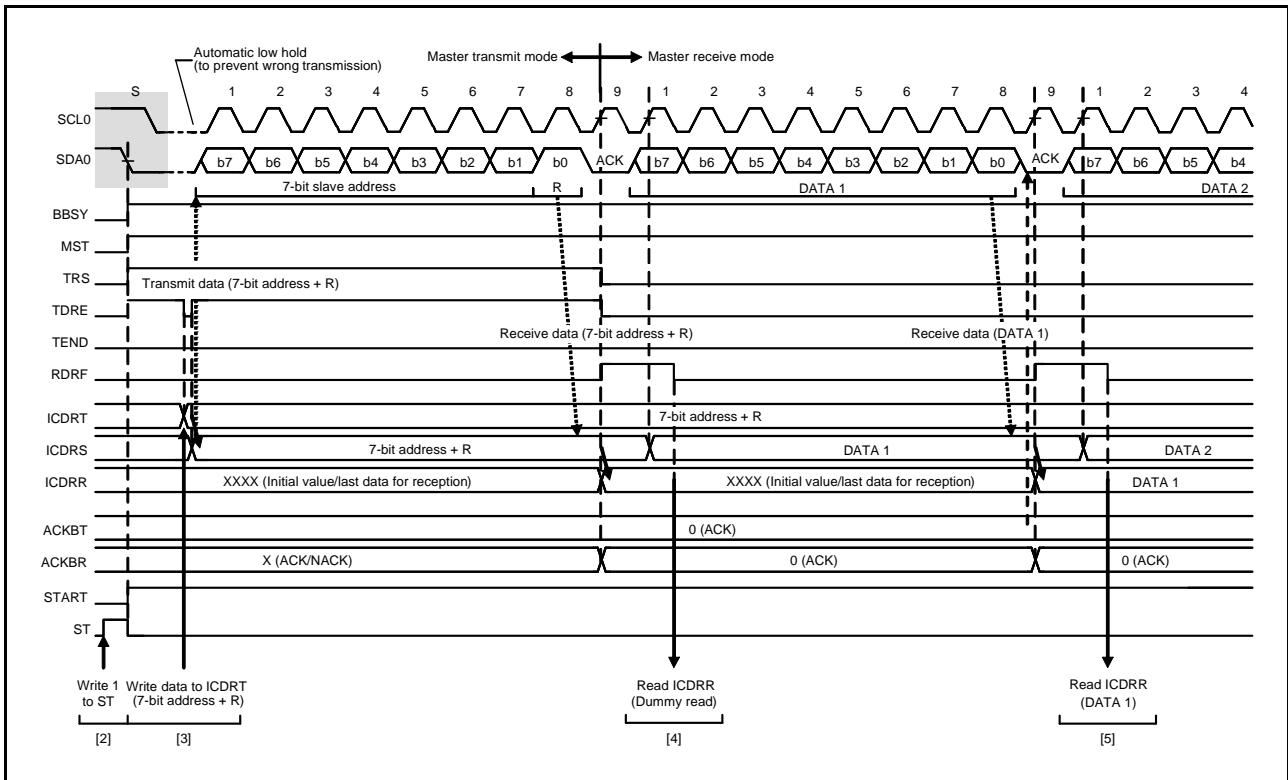 Automatic low hold
(to prevent wrong transmission)
Master transmit mode
Master receive mode
S 1 2 3 4 5 6 7 8 9 1 2 3 4 5 6 7 8 9 1 2 3 4
SCL0
SDA0 b7 b6 b5 b4 b3 b2 b1 b0 ACK b7 b6 b5 b4 b3 b2 b1 b0 ACK b7 b6 b5 b4
7-bit slave address R DATA 1 DATA 2
BBSY
MST
TRS
Transmit data (7-bit address + R)
TDRE
Receive data (7-bit address + R) Receive data (DATA 1)
TEND
RDRF
ICDRT 7-bit address + R
ICDRS 7-bit address + R DATA 1 DATA 2
ICDRR XXXX (Initial value/last data for reception) XXXX (Initial value/last data for reception) DATA 1
ACKBT 0 (ACK)
ACKBR X (ACK/NACK) 0 (ACK) 0 (ACK)
START
ST
Write 1
to ST
Write data to ICDRT
(7-bit address + R)
Read ICDRR
(Dummy read)
Read ICDRR
(DATA 1)
[2] [3] [4] [5]